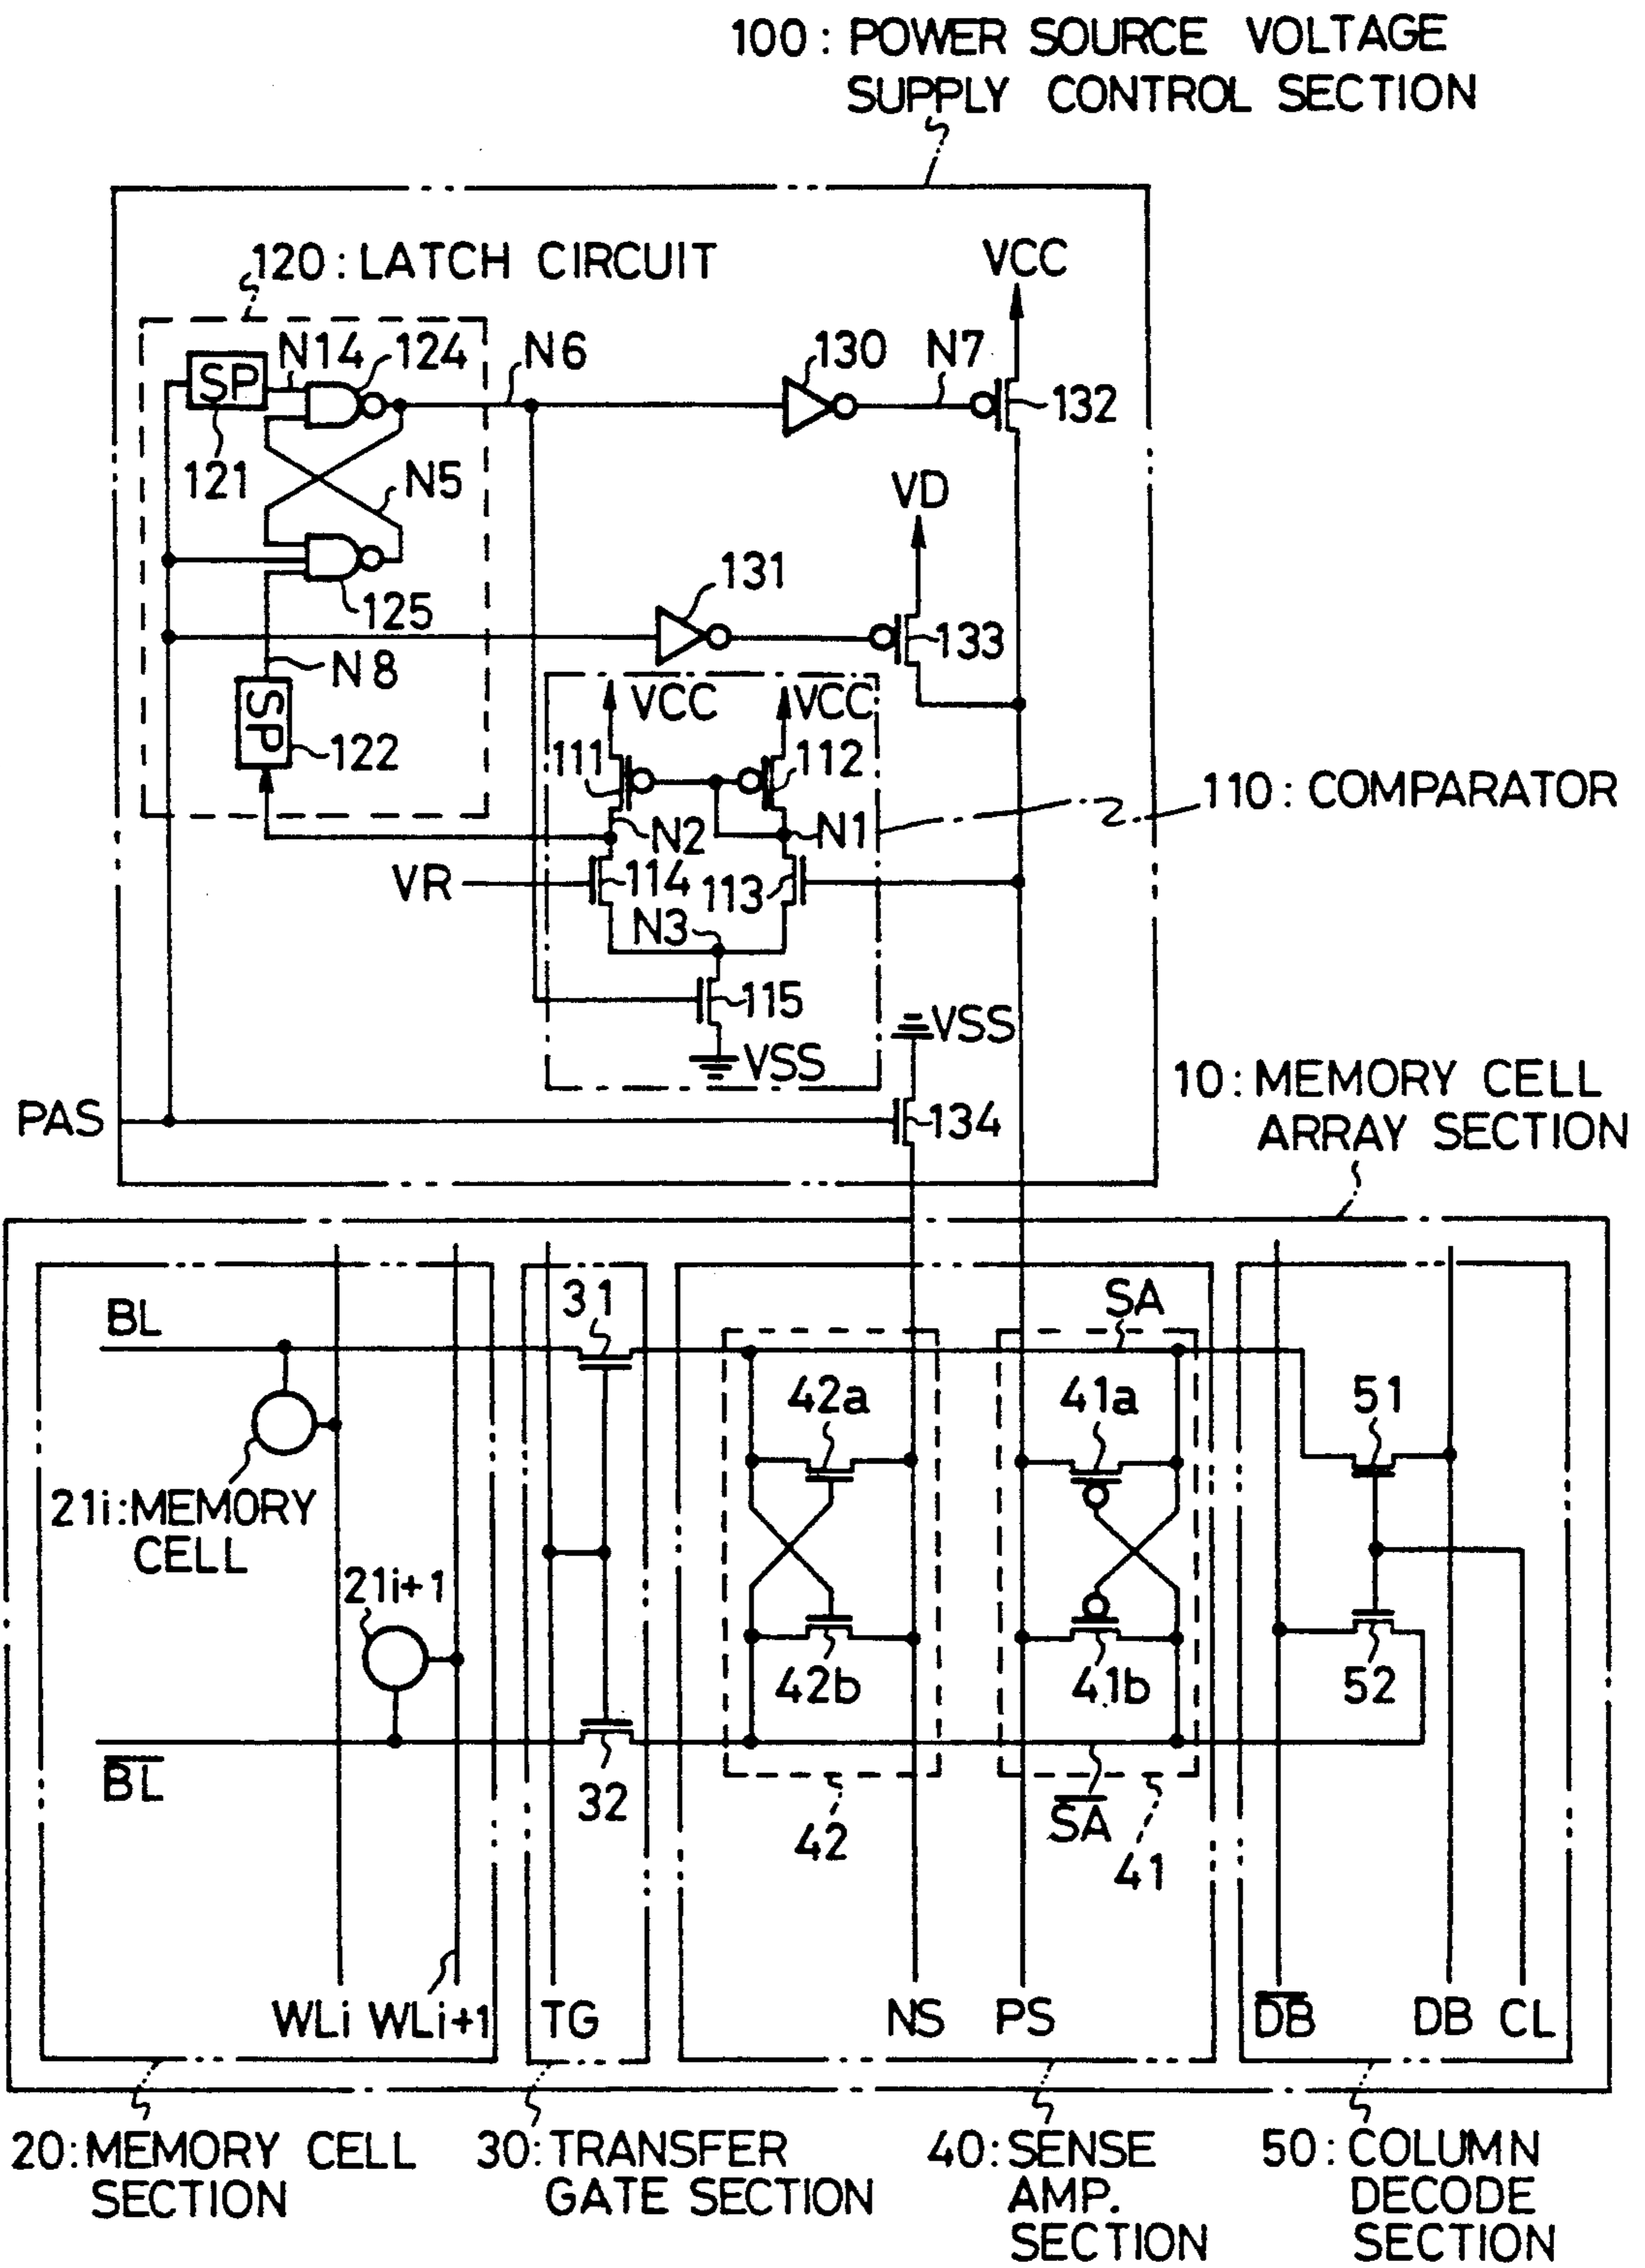 100: POWER SOURCE VOLTAGE
SUPPLY CONTROL SECTION
120: LATCH CIRCUIT
VCC
SP
N14
124
N6
130
N7
132
121
N5
VD
131
125
133
N8
SP
122
VCC
VCC
111
112
110: COMPARATOR
N2
N1
VR
114
113
N3
115
VSS
VSS
PAS
134
10: MEMORY CELL
ARRAY SECTION
BL
31
SA
42a
41a
51
21i: MEMORY
CELL
21i+1
42b
41b
52
B̅L̅
32
42
S̅A̅
41
WLi
WLi+1
TG
NS
PS
D̅B̅
DB
CL
20: MEMORY CELL
SECTION
30: TRANSFER
GATE SECTION
40: SENSE
AMP.
SECTION
50: COLUMN
DECODE
SECTION